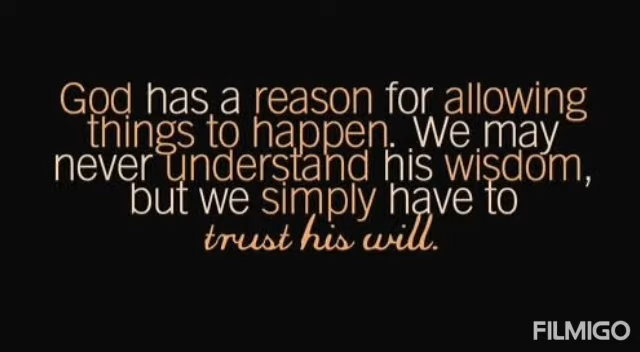 God has a reason for allowing
things to happen. We may
never understand his wisdom,
but we simply have to
trust his will.
FILMIGO